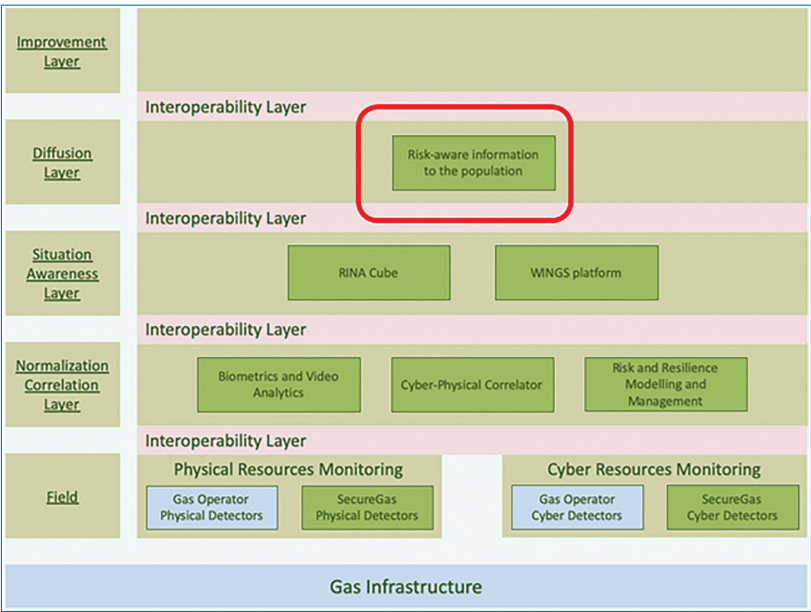 Improvement
Layer
Interoperability Layer
Diffusion
Layer
Risk-aware information
to the population
Interoperability Layer
Situation
Awareness
Layer
RINA Cube
WINGS platform
Interoperability Layer
Normalization
Correlation
Layer
Biometrics and Video
Analytics
Cyber-Physical Correlator
Risk and Resilience
Modelling and
Management
Interoperability Layer
Field
Physical Resources Monitoring
Gas Operator
Physical Detectors
SecureGas
Physical Detectors
Cyber Resources Monitoring
Gas Operator
Cyber Detectors
SecureGas
Cyber Detectors
Gas Infrastructure